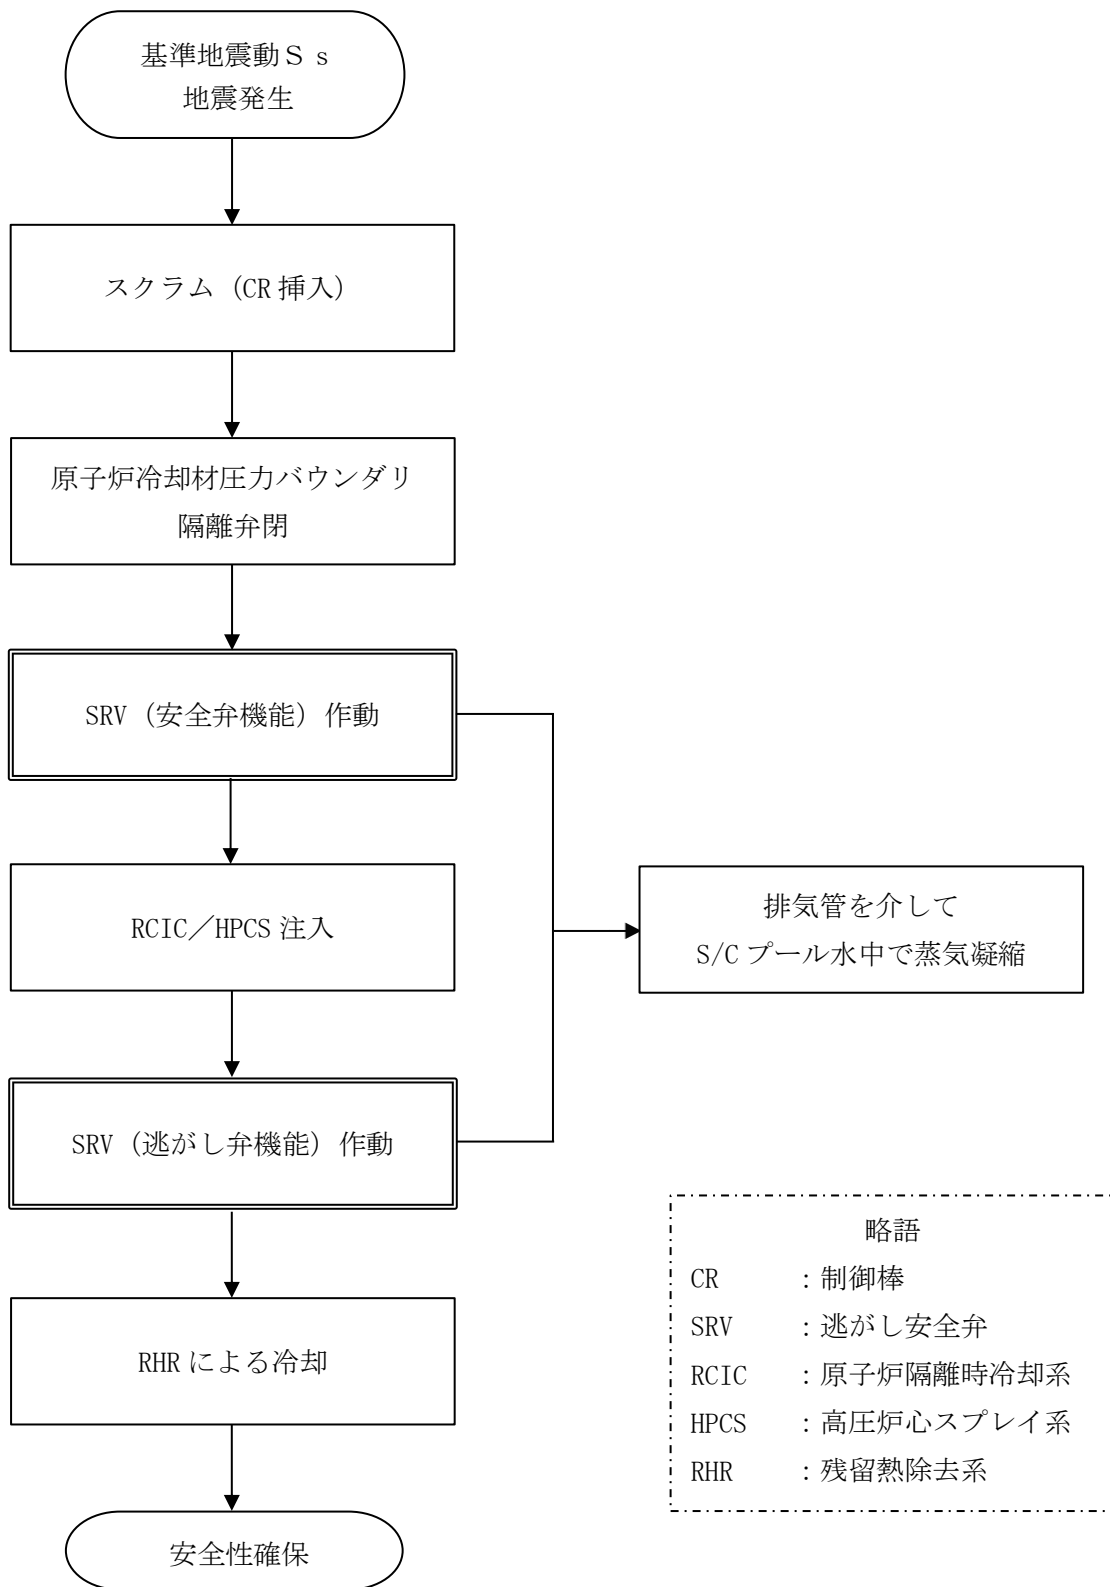 基準地震動Ｓｓ
地震発生
スクラム（CR 挿入）
原子炉冷却材圧力バウンダリ
隔離弁閉
SRV（安全弁機能）作動
RCIC／HPCS 注入
排気管を介して
S/C プール水中で蒸気凝縮
SRV（逃がし弁機能）作動
RHR による冷却
安全性確保
略語
CR ：制御棒
SRV ：逃がし安全弁
RCIC ：原子炉隔離時冷却系
HPCS ：高圧炉心スプレイ系
RHR ：残留熱除去系